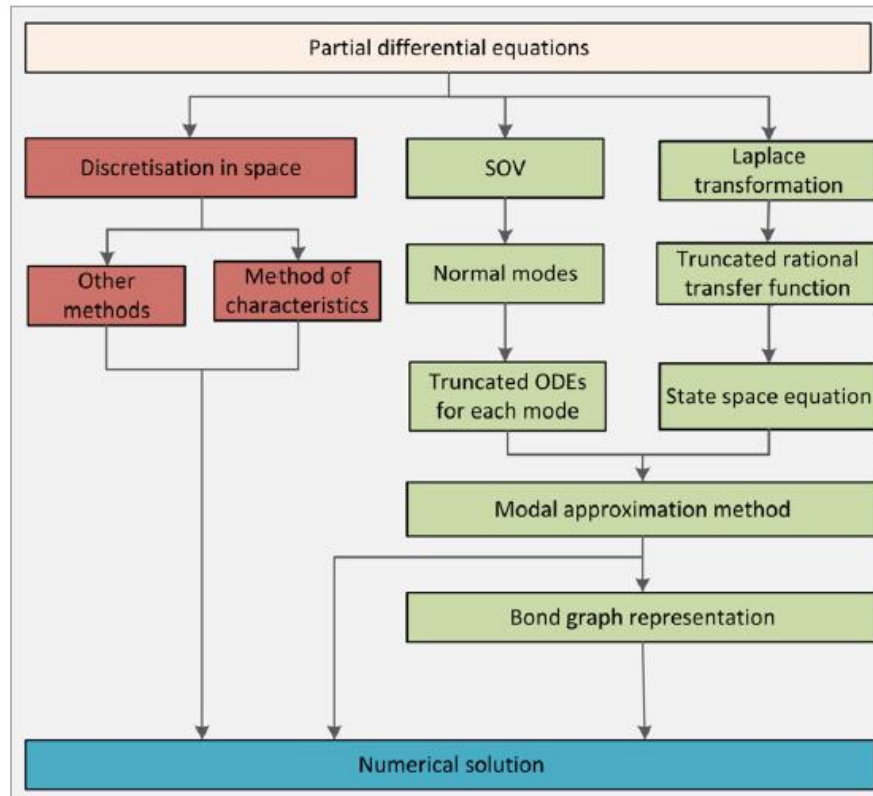 Partial differential equations
Discretisation in space
SOV
Laplace
transformation
Other
methods
Method of
characteristics
Normal modes
Truncated rational
transfer function
Truncated ODEs
for each mode
State space equation
Modal approximation method
Bond graph representation
Numerical solution